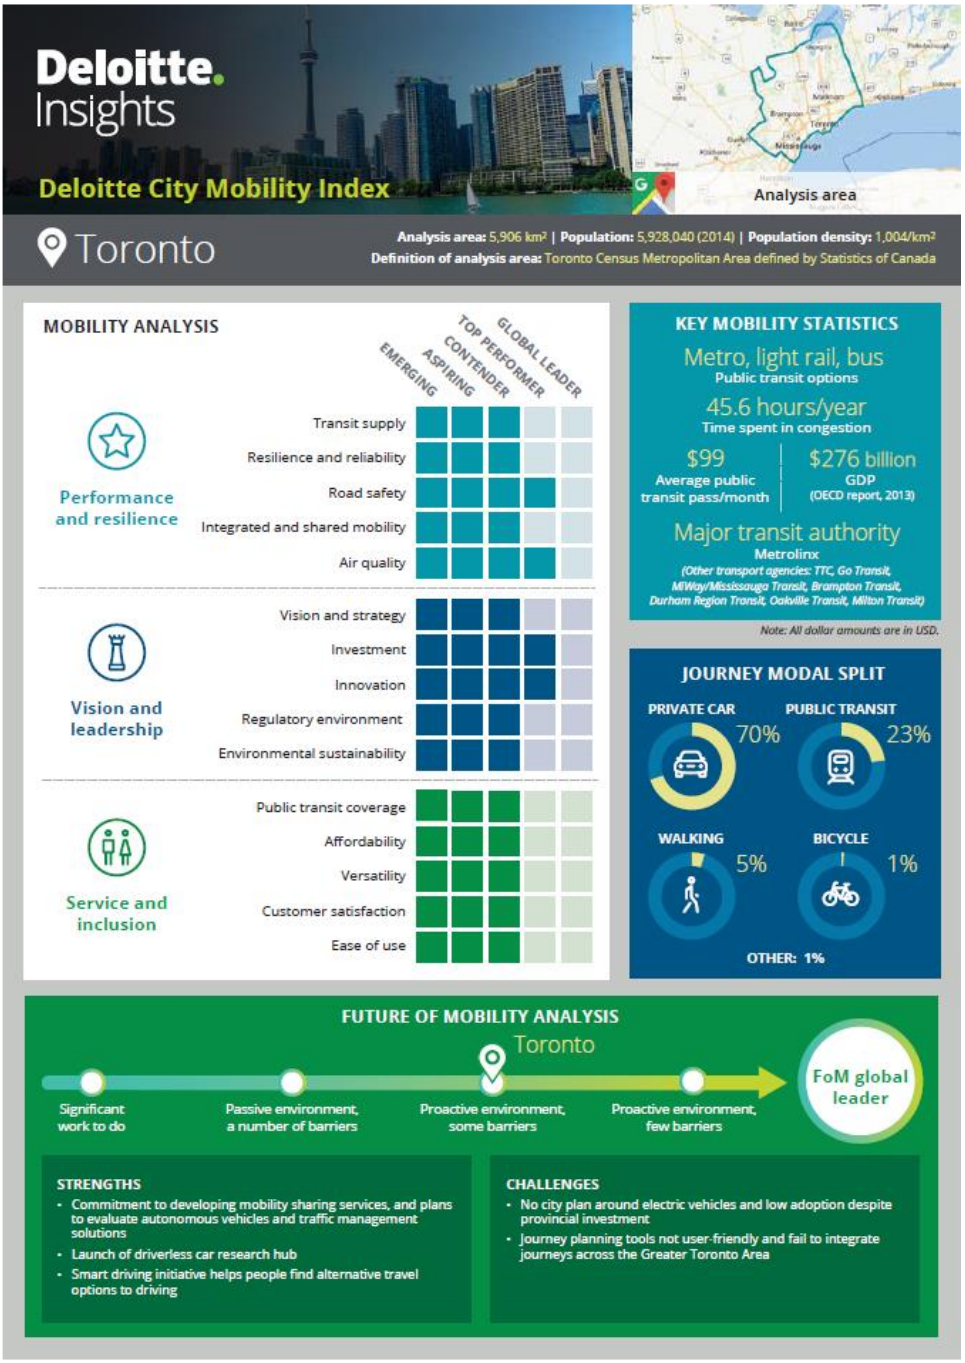 Deloitte.
Insights
Deloitte City Mobility Index
Barrie
Brampton
Toronto
Mississauga
Analysis area
Toronto
Analysis area: 5,906 km² | Population: 5,928,040 (2014) | Population density: 1,004/km²
Definition of analysis area: Toronto Census Metropolitan Area defined by Statistics of Canada
MOBILITY ANALYSIS
EMERGING
ASPIRING
CONTENDER
TOP PERFORMER
GLOBAL LEADER
Performance
and resilience
Transit supply
Resilience and reliability
Road safety
Integrated and shared mobility
Air quality
Vision and
leadership
Vision and strategy
Investment
Innovation
Regulatory environment
Environmental sustainability
Service and
inclusion
Public transit coverage
Affordability
Versatility
Customer satisfaction
Ease of use
KEY MOBILITY STATISTICS
Metro, light rail, bus
Public transit options
45.6 hours/year
Time spent in congestion
$99
Average public
transit pass/month
$276 billion
GDP
(OECD report, 2013)
Major transit authority
Metrolinx
(Other transport agencies: TTC, Go Transit,
MiWay/Mississauga Transit, Brampton Transit,
Durham Region Transit, Oakville Transit, Milton Transit)
Note: All dollar amounts are in USD.
JOURNEY MODAL SPLIT
PRIVATE CAR
70%
PUBLIC TRANSIT
23%
WALKING
5%
BICYCLE
1%
OTHER: 1%
FUTURE OF MOBILITY ANALYSIS
Toronto
Significant
work to do
Passive environment,
a number of barriers
Proactive environment,
some barriers
Proactive environment,
few barriers
FoM global
leader
STRENGTHS
• Commitment to developing mobility sharing services, and plans
to evaluate autonomous vehicles and traffic management
solutions
• Launch of driverless car research hub
• Smart driving initiative helps people find alternative travel
options to driving
CHALLENGES
• No city plan around electric vehicles and low adoption despite
provincial investment
• Journey planning tools not user-friendly and fail to integrate
journeys across the Greater Toronto Area